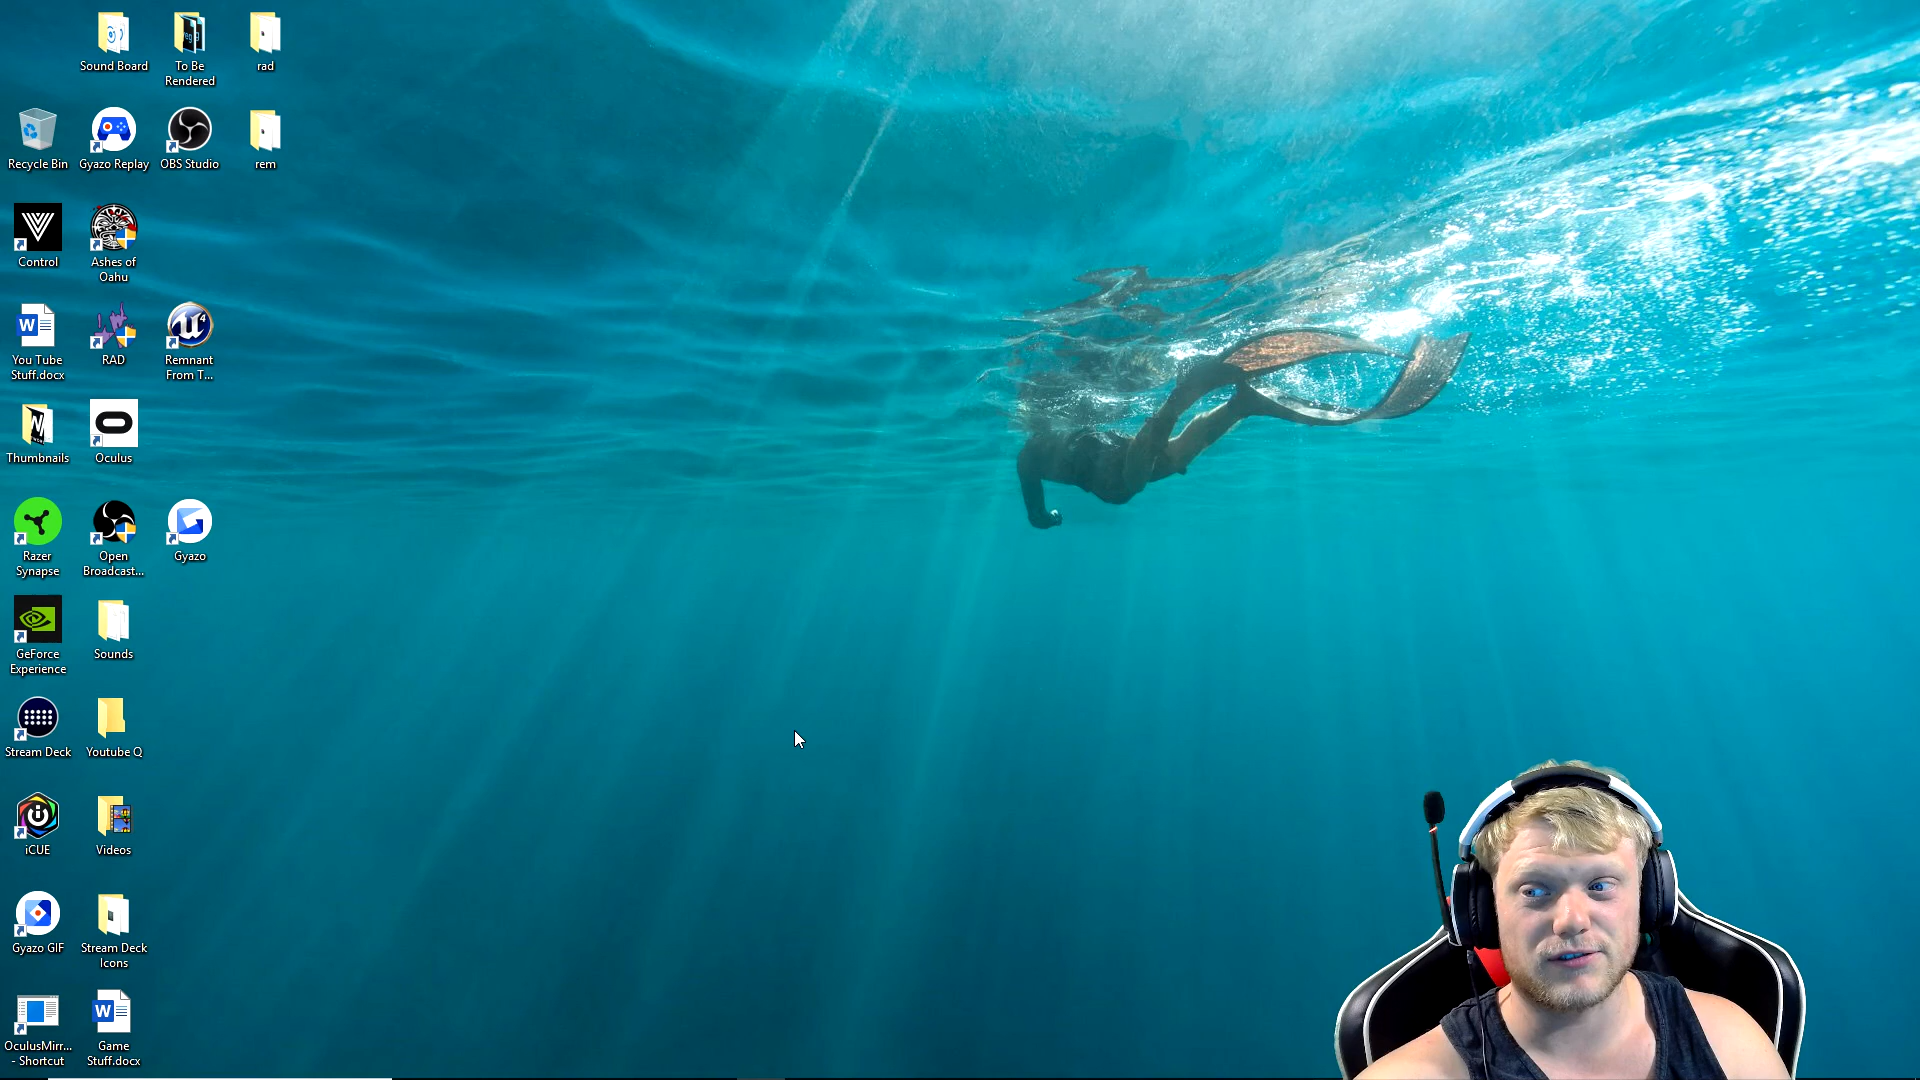 Sound Board
To Be
Rendered
rad
Recycle Bin
Gyazo Replay
OBS Studio
rem
Control
Ashes of
Oahu
You Tube
Stuff.docx
RAD
Remnant
From T...
Thumbnails
Oculus
Razer
Synapse
Open
Broadcast...
Gyazo
GeForce
Experience
Sounds
Stream Deck
Youtube Q
iCUE
Videos
Gyazo GIF
Stream Deck
Icons
OculusMirr...
- Shortcut
Game
Stuff.docx